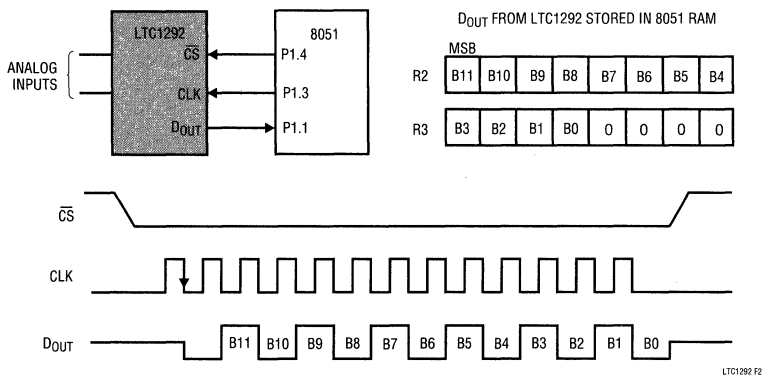 LTC1292
8051
CS
P1.4
ANALOG
INPUTS
CLK
P1.3
DOUT
P1.1
DOUT FROM LTC1292 STORED IN 8051 RAM
MSB
R2 B11 B10 B9 B8 B7 B6 B5 B4
R3 B3 B2 B1 B0 0 0 0 0
CS
CLK
DOUT B11 B10 B9 B8 B7 B6 B5 B4 B3 B2 B1 B0
LTC1292 F2